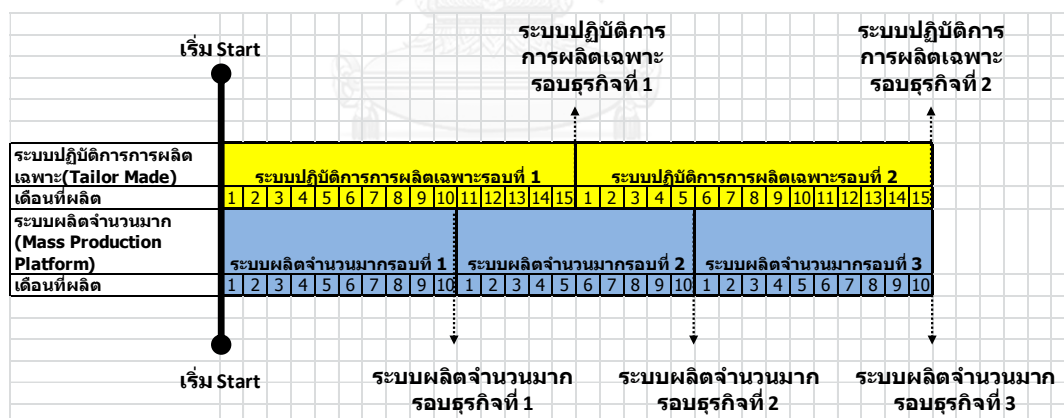 เริ่ม Start
ระบบปฏิบัติการ
การผลิตเฉพาะ
รอบธุรกิจที่ 1
ระบบปฏิบัติการ
การผลิตเฉพาะ
รอบธุรกิจที่ 2
ระบบปฏิบัติการการผลิต
เฉพาะ(Tailor Made)
ระบบปฏิบัติการการผลิตเฉพาะรอบที่ 1
ระบบปฏิบัติการการผลิตเฉพาะรอบที่ 2
เดือนที่ผลิต 1 2 3 4 5 6 7 8 9 10 11 12 13 14 15 1 2 3 4 5 6 7 8 9 10 11 12 13 14 15
ระบบผลิตจำนวนมาก
(Mass Production
Platform)
ระบบผลิตจำนวนมากรอบที่ 1
ระบบผลิตจำนวนมากรอบที่ 2
ระบบผลิตจำนวนมากรอบที่ 3
เดือนที่ผลิต 1 2 3 4 5 6 7 8 9 10 1 2 3 4 5 6 7 8 9 10 1 2 3 4 5 6 7 8 9 10
เริ่ม Start
ระบบผลิตจำนวนมาก
รอบธุรกิจที่ 1
ระบบผลิตจำนวนมาก
รอบธุรกิจที่ 2
ระบบผลิตจำนวนมาก
รอบธุรกิจที่ 3